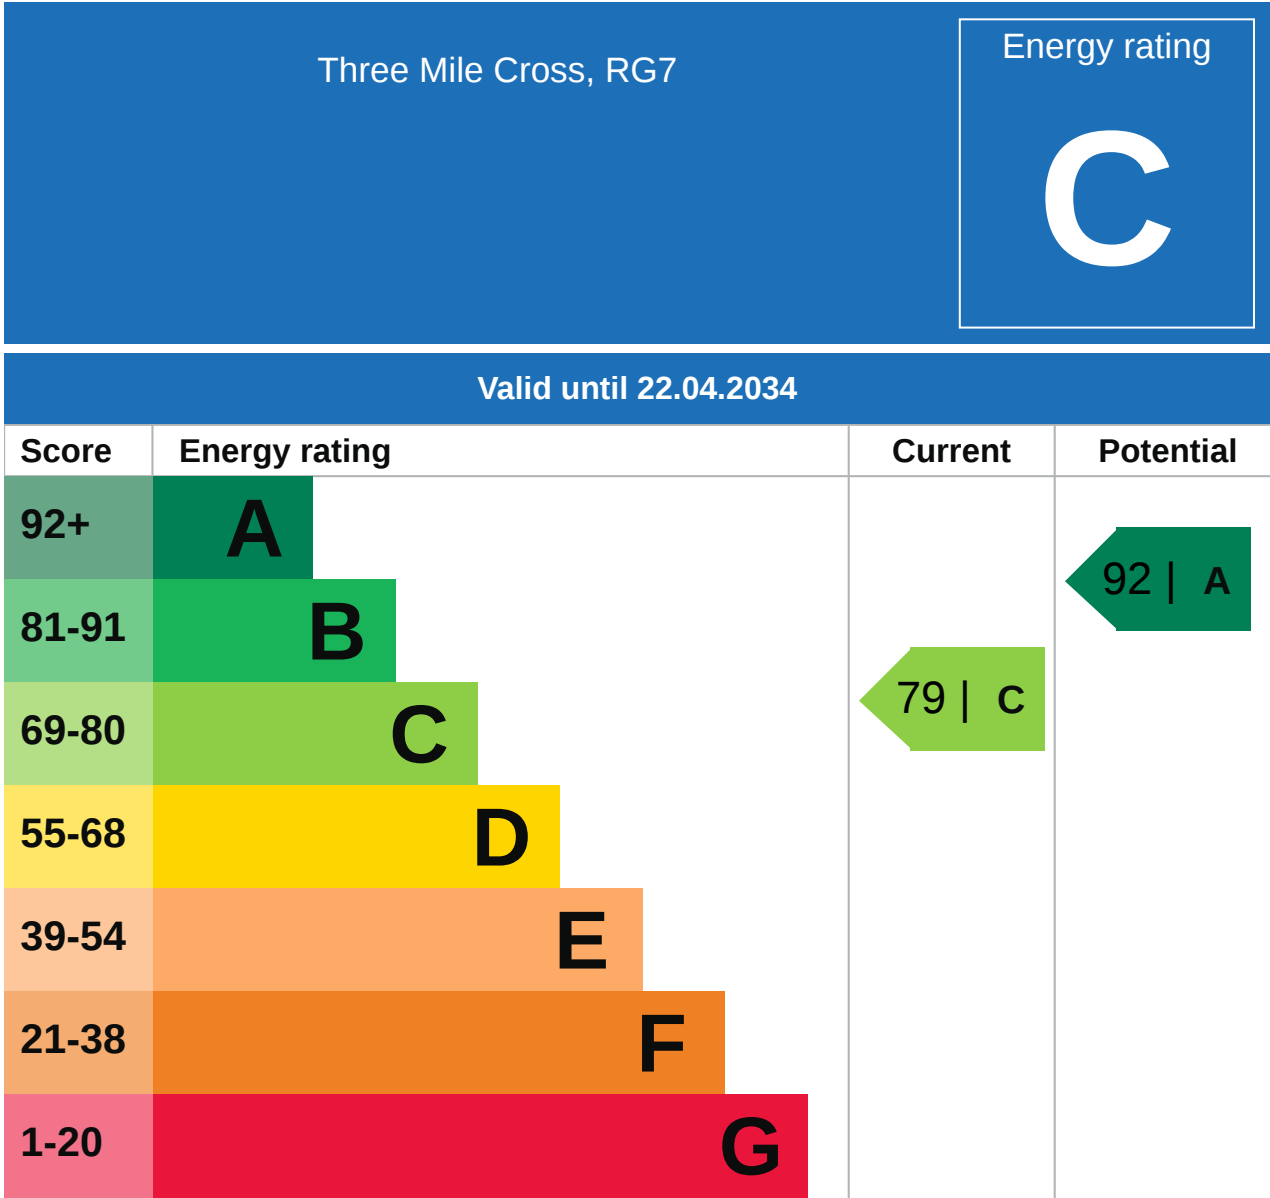 Three Mile Cross, RG7
Energy rating
C
Valid until 22.04.2034
Score Energy rating Current Potential
92+ A
92 | A
81-91 B
79 | C
69-80 C
55-68 D
39-54 E
21-38 F
1-20 G